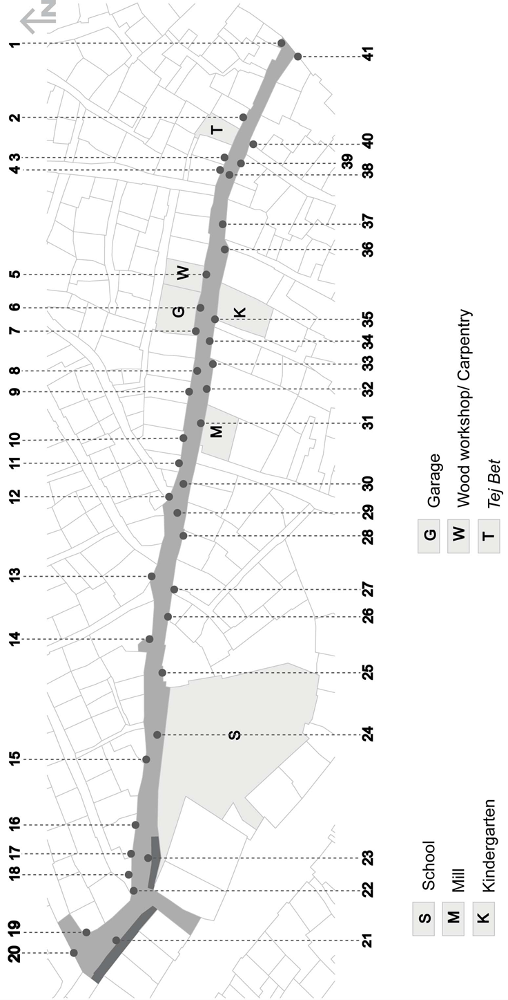 N
20 19 18 17 16 15 14 13 12 11 10 9 8 7 6 5 4 3 2 1
G W
M T
S K
39
21 22 23 24 25 26 27 28 29 30 31 32 33 34 35 36 37 38 40 41
S School
M Mill
K Kindergarten
G Garage
W Wood workshop/ Carpentry
T Tej Bet